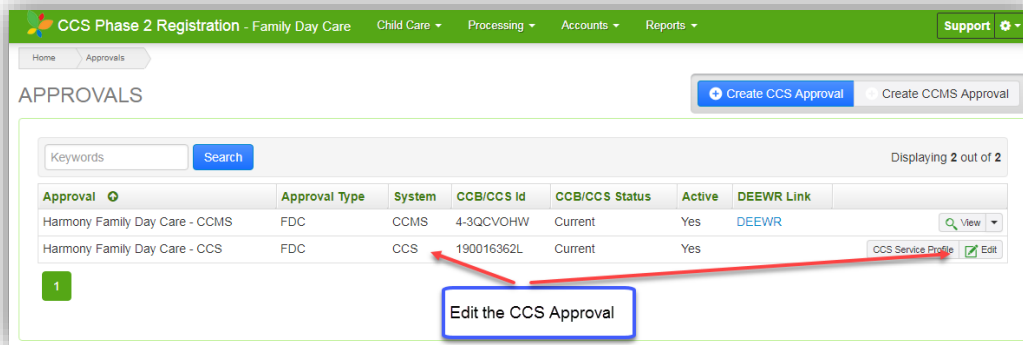 CCS Phase 2 Registration - Family Day Care Child Care Processing Accounts Reports Support
Home Approvals
APPROVALS
Create CCS Approval Create CCMS Approval
Keywords Search Displaying 2 out of 2
Approval Approval Type System CCB/CCS Id CCB/CCS Status Active DEEWR Link
Harmony Family Day Care - CCMS FDC CCMS 4-3QCVOHW Current Yes DEEWR View
Harmony Family Day Care - CCS FDC CCS 190016362L Current Yes CCS Service Profile Edit
1
Edit the CCS Approval